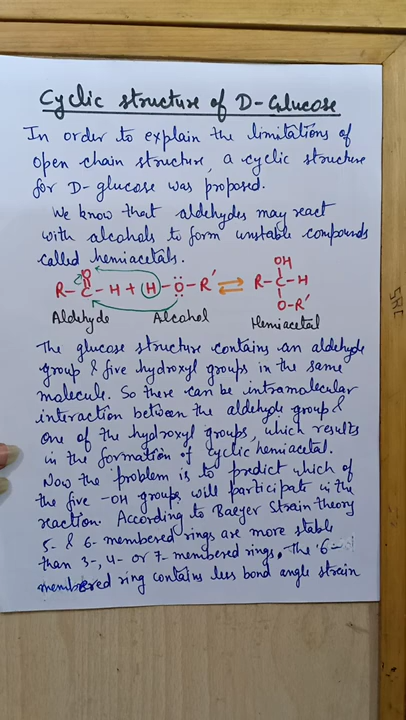 Cyclic structure of D-Glucose
In order to explain the limitations of
open chain structure, a cyclic structure
for D-glucose was proposed.
We know that aldehydes may react
with alcohols to form unstable compounds
called hemiacetals.
OH
O
R-C-H + H-O-R' ⇌ R-C-H
O-R'
Aldehyde Alcohol Hemiacetal
The glucose structure contains an aldehyde
group & five hydroxyl groups in the same
molecule. So there can be intramolecular
interaction between the aldehyde group &
one of the hydroxyl groups, which results
in the formation of cyclic hemiacetal.
Now the problem is to predict which of
the five -OH groups will participate in the
reaction. According to Baeyer Strain theory
5- & 6- membered rings are more stable
than 3-, 4- or 7- membered rings. The 6-
membered ring contains less bond angle strain